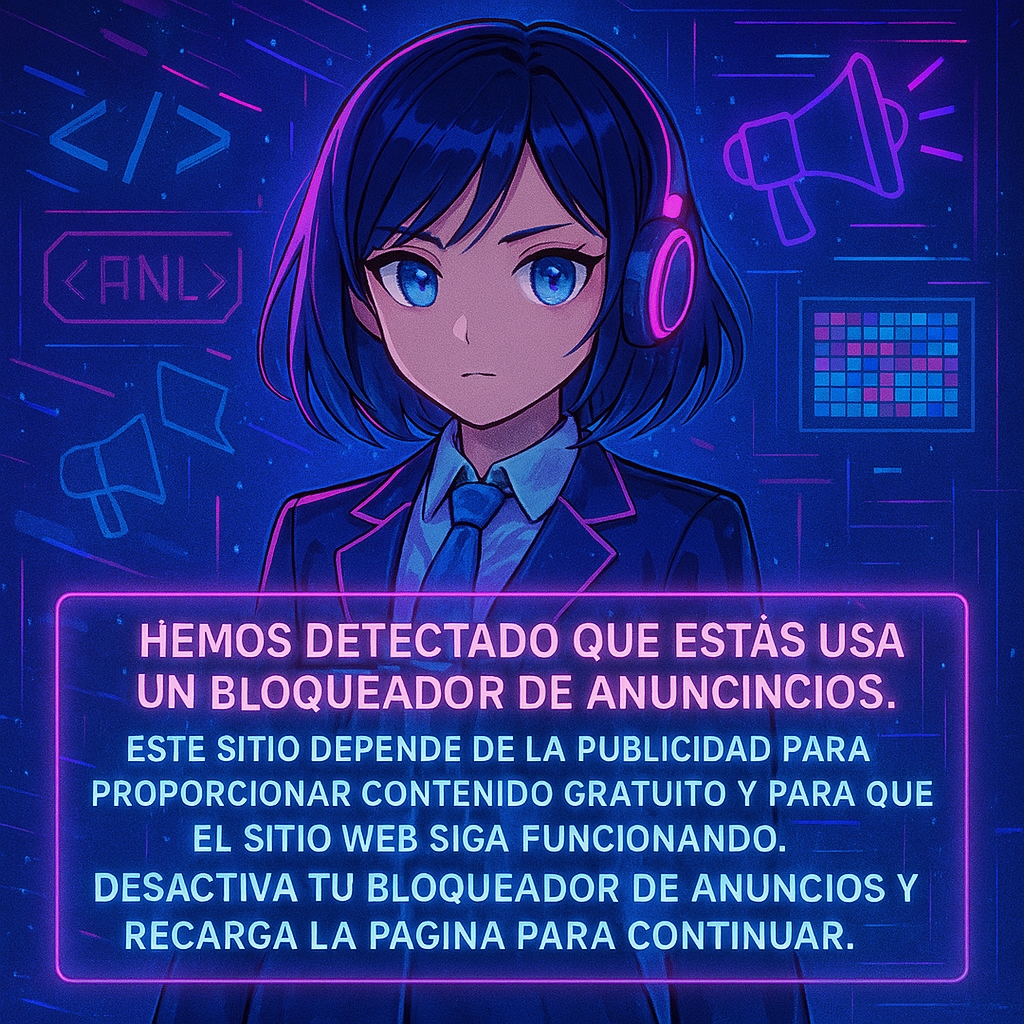 </>
<ANL>
HEMOS DETECTADO QUE ESTÀS USA
UN BLOQUEADOR DE ANUNCINCIOS.
ESTE SITIO DEPENDE DE LA PUBLICIDAD PARA
PROPORCIONAR CONTENIDO GRATUITO Y PARA QUE
EL SITIO WEB SIGA FUNCIONANDO.
DESACTIVA TU BLOQUEADOR DE ANUNCIOS Y
RECARGA LA PAGINA PARA CONTINUAR.